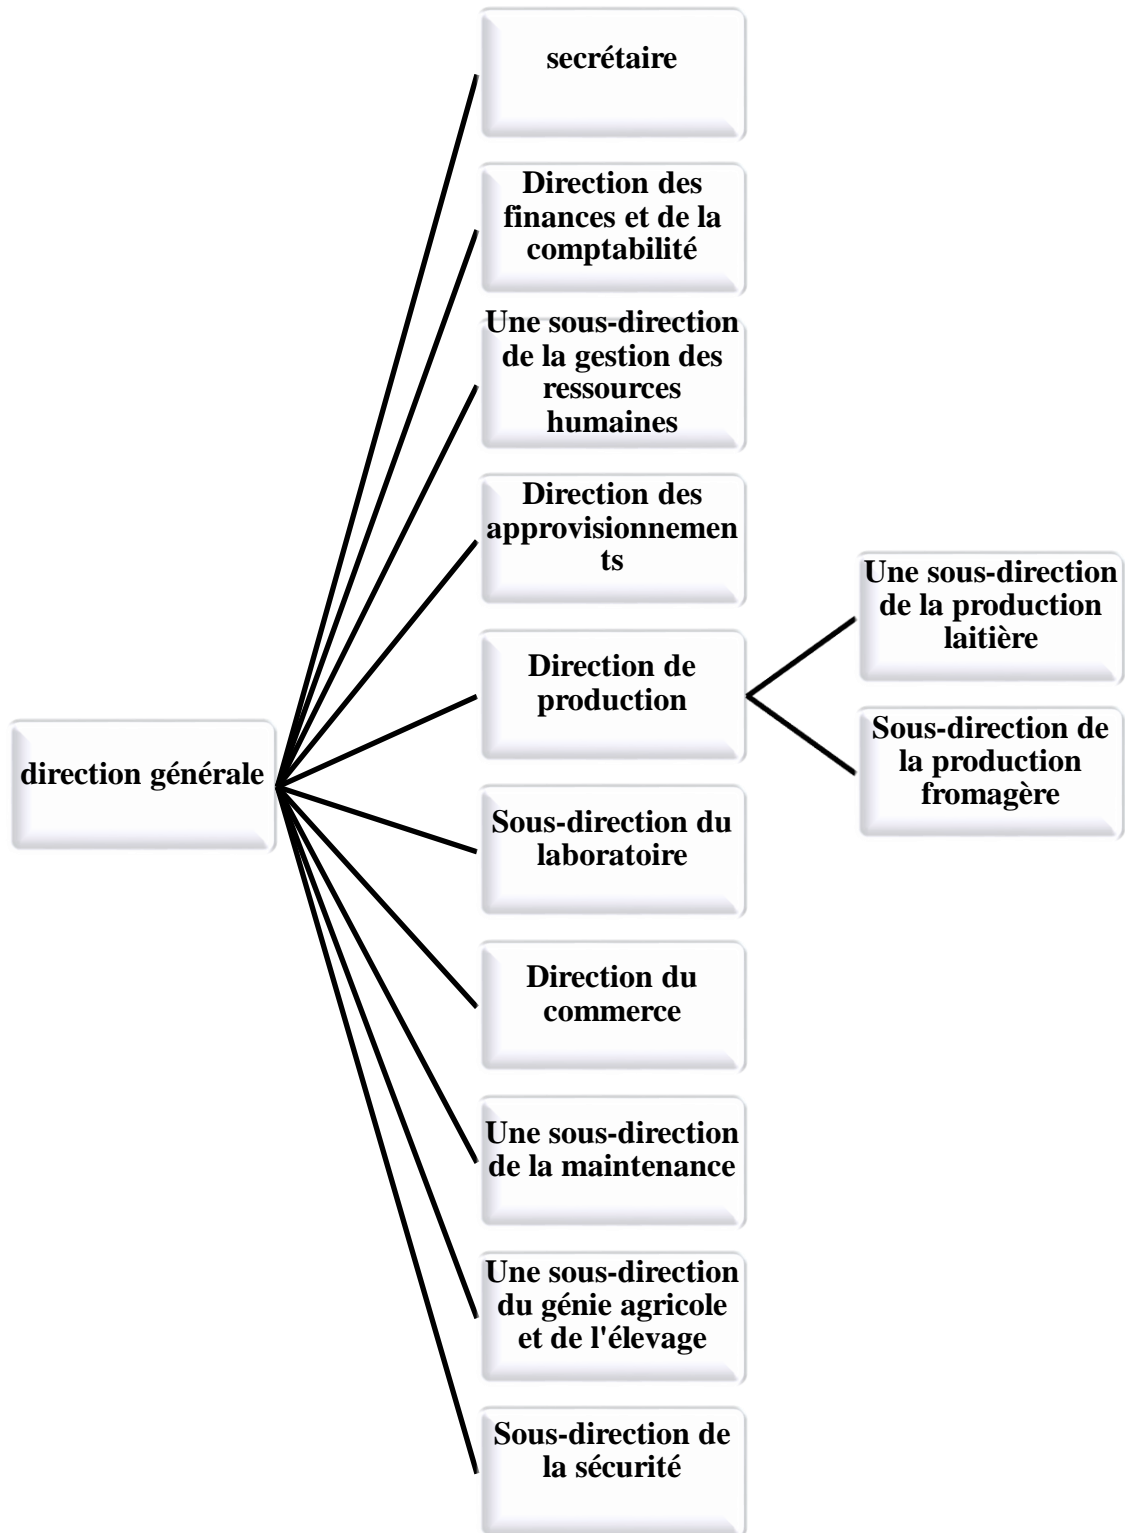 secrétaire
Direction des
finances et de la
comptabilité
Une sous-direction
de la gestion des
ressources
humaines
Direction des
approvisionnemen
ts
Une sous-direction
de la production
laitière
Direction de
production
Sous-direction de
la production
fromagère
direction générale
Sous-direction du
laboratoire
Direction du
commerce
Une sous-direction
de la maintenance
Une sous-direction
du génie agricole
et de l'élevage
Sous-direction de
la sécurité